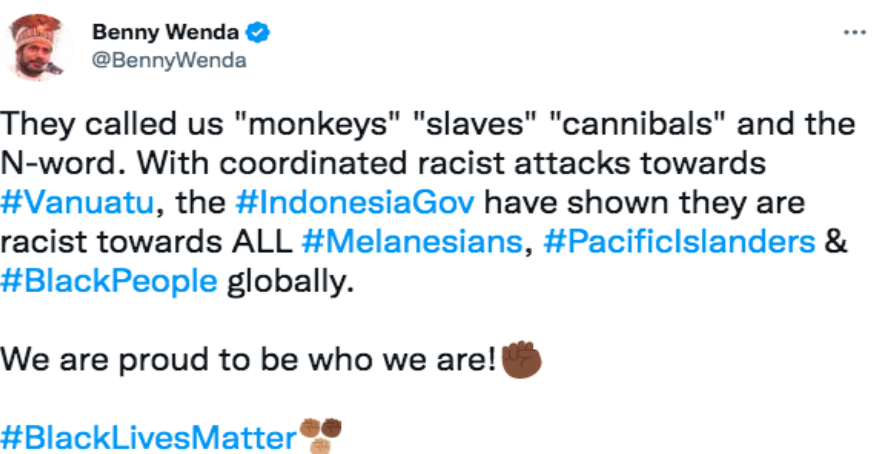 Benny Wenda
@BennyWenda
They called us "monkeys" "slaves" "cannibals" and the
N-word. With coordinated racist attacks towards
#Vanuatu, the #IndonesiaGov have shown they are
racist towards ALL #Melanesians, #PacificIslanders &
#BlackPeople globally.
We are proud to be who we are!✊🏾
#BlackLivesMatter✊🏽✊🏾✊🏼